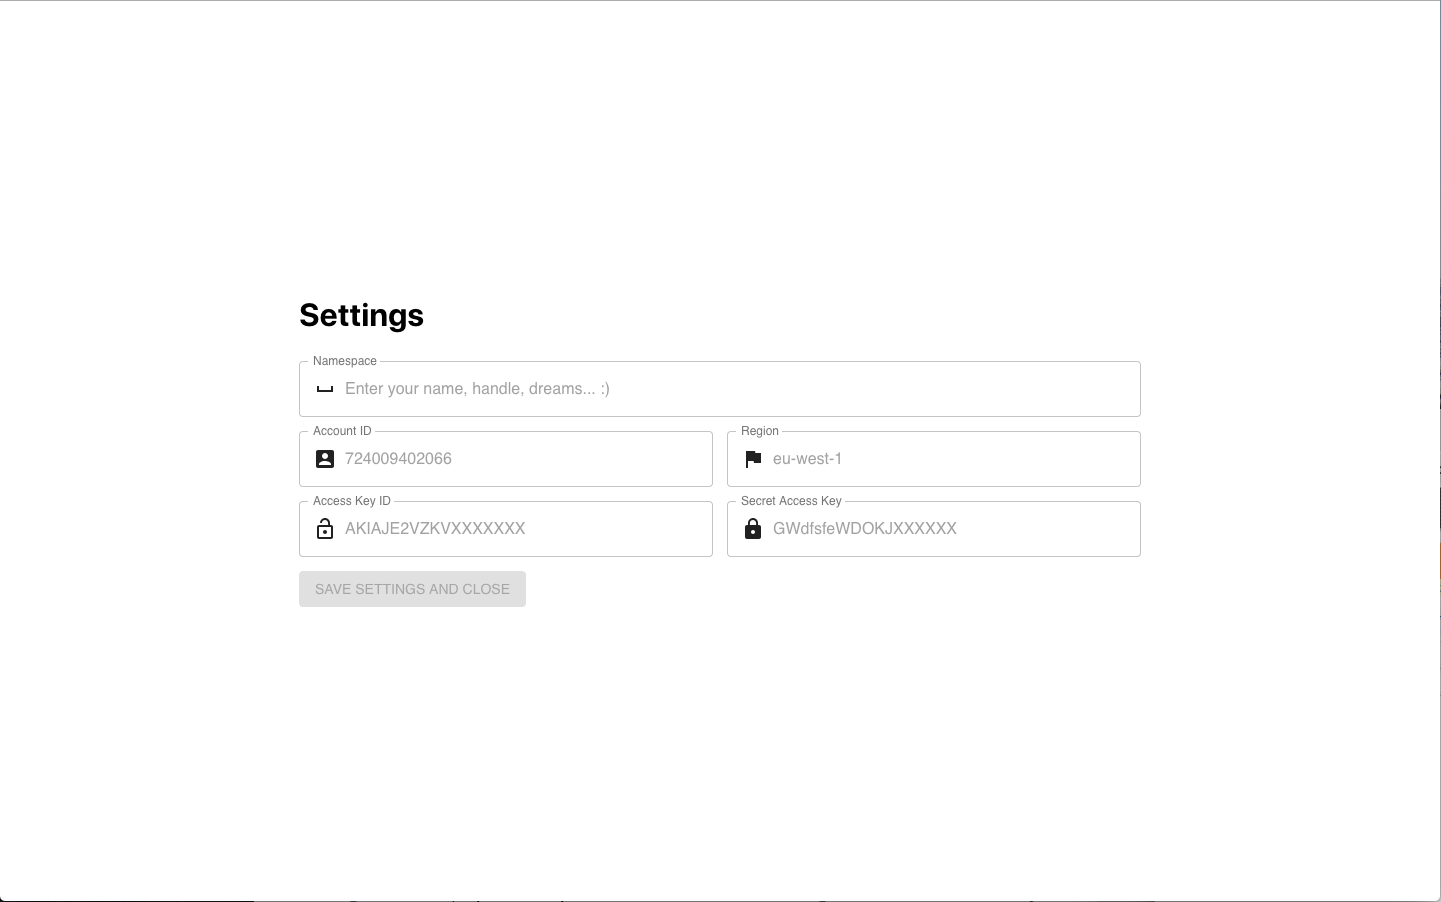 Settings
Namespace
Enter your name, handle, dreams... :)
Account ID
724009402066
Region
eu-west-1
Access Key ID
AKIAJE2VZKVXXXXXXX
Secret Access Key
GWdfsfeWDOKJXXXXXX
SAVE SETTINGS AND CLOSE